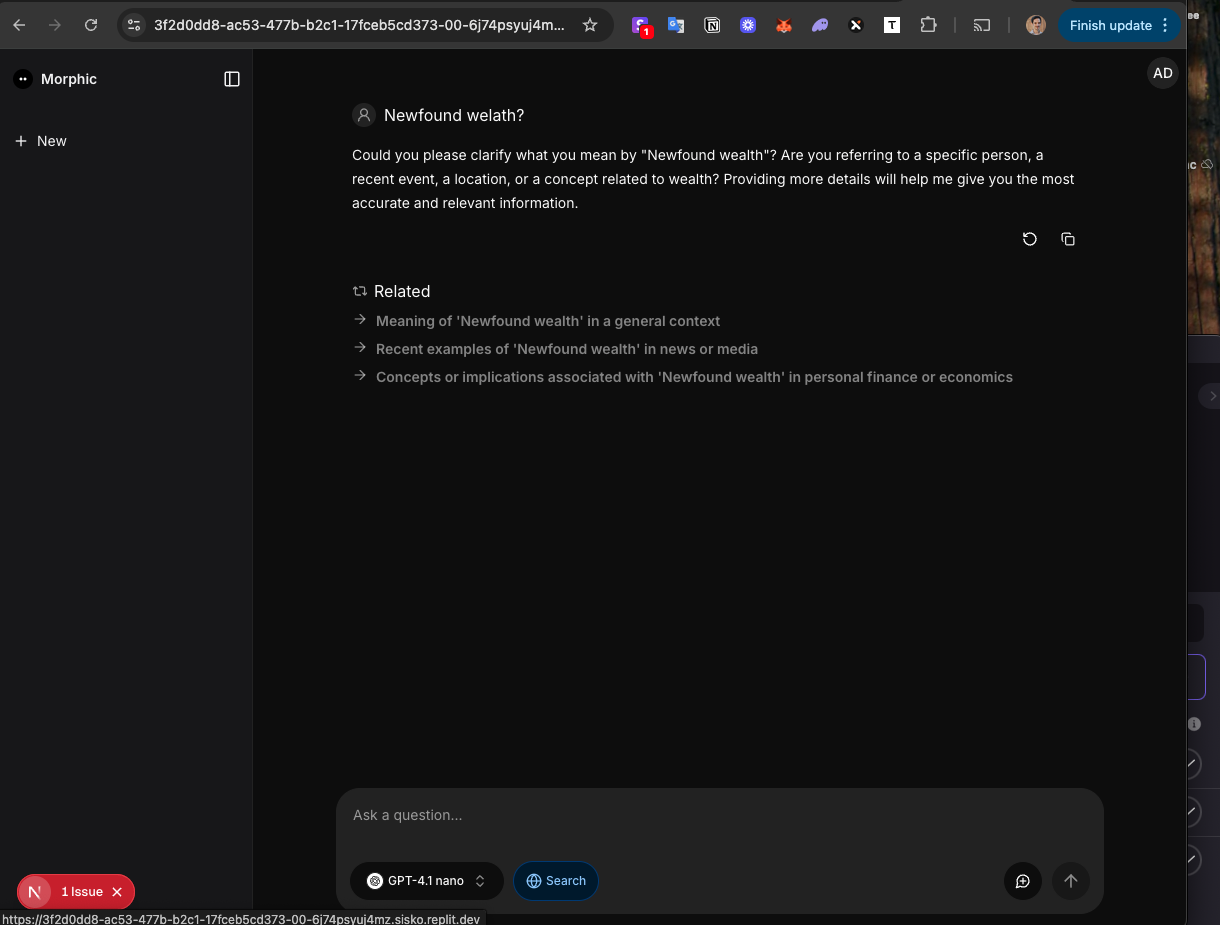 3f2d0dd8-ac53-477b-b2c1-17fceb5cd373-00-6j74psyuj4m...
1
T
Finish update
Morphic
AD
New
Newfound welath?
Could you please clarify what you mean by "Newfound wealth"? Are you referring to a specific person, a
recent event, a location, or a concept related to wealth? Providing more details will help me give you the most
accurate and relevant information.
Related
Meaning of 'Newfound wealth' in a general context
Recent examples of 'Newfound wealth' in news or media
Concepts or implications associated with 'Newfound wealth' in personal finance or economics
Ask a question...
GPT-4.1 nano
Search
N
1 Issue
https://3f2d0dd8-ac53-477b-b2c1-17fceb5cd373-00-6j74psyuj4mz.sisko.replit.dev